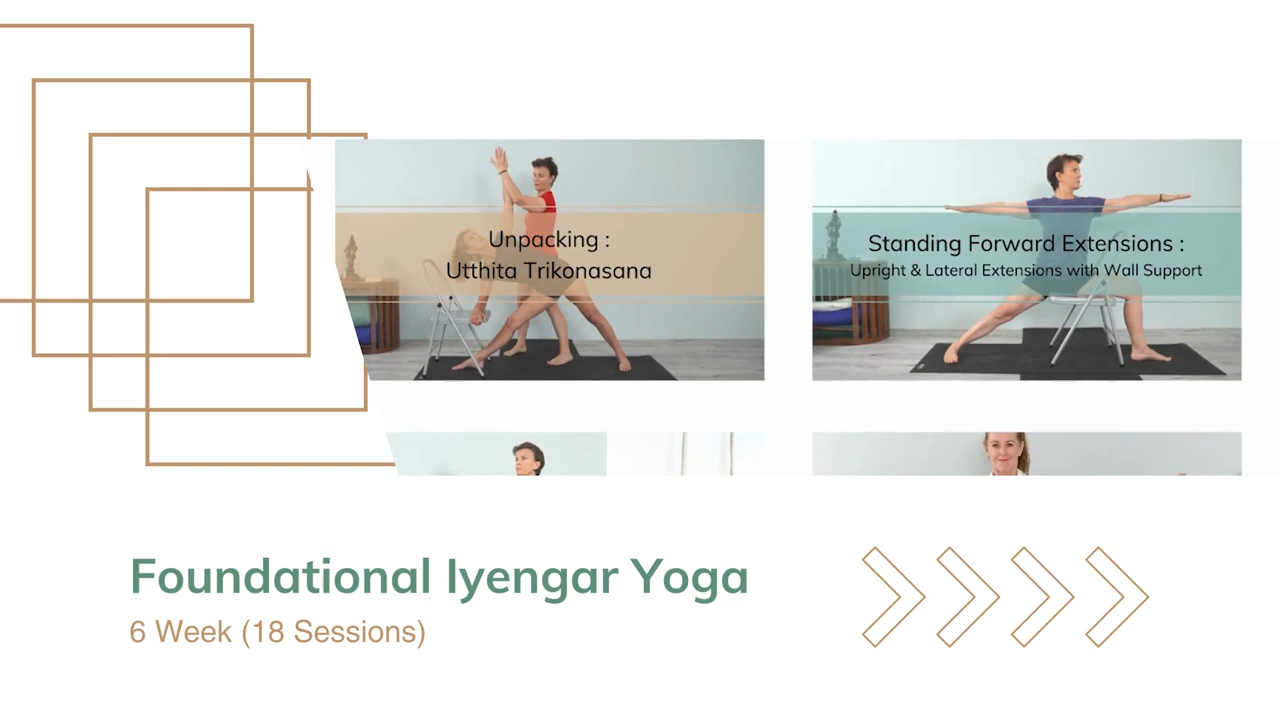 Unpacking :
Utthita Trikonasana
Standing Forward Extensions :
Upright & Lateral Extensions with Wall Support
Foundational Iyengar Yoga
6 Week (18 Sessions)